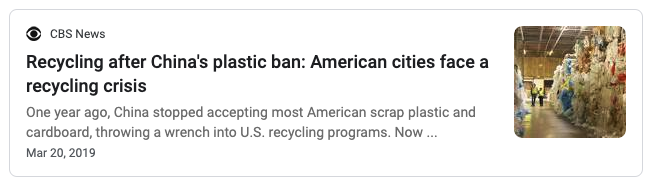 CBS News
Recycling after China's plastic ban: American cities face a
recycling crisis
One year ago, China stopped accepting most American scrap plastic and
cardboard, throwing a wrench into U.S. recycling programs. Now ...
Mar 20, 2019